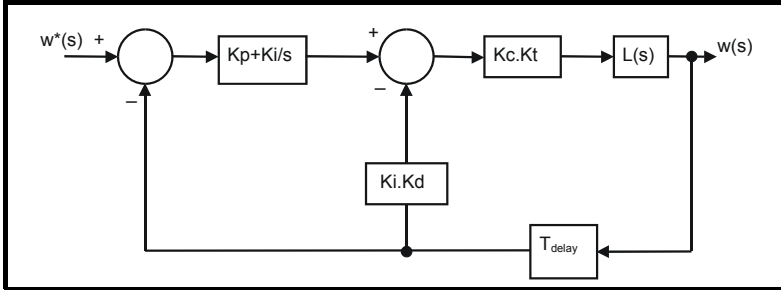 w*(s) +
Kp+Ki/s
+
Kc.Kt
L(s)
w(s)
–
–
Ki.Kd
Tdelay